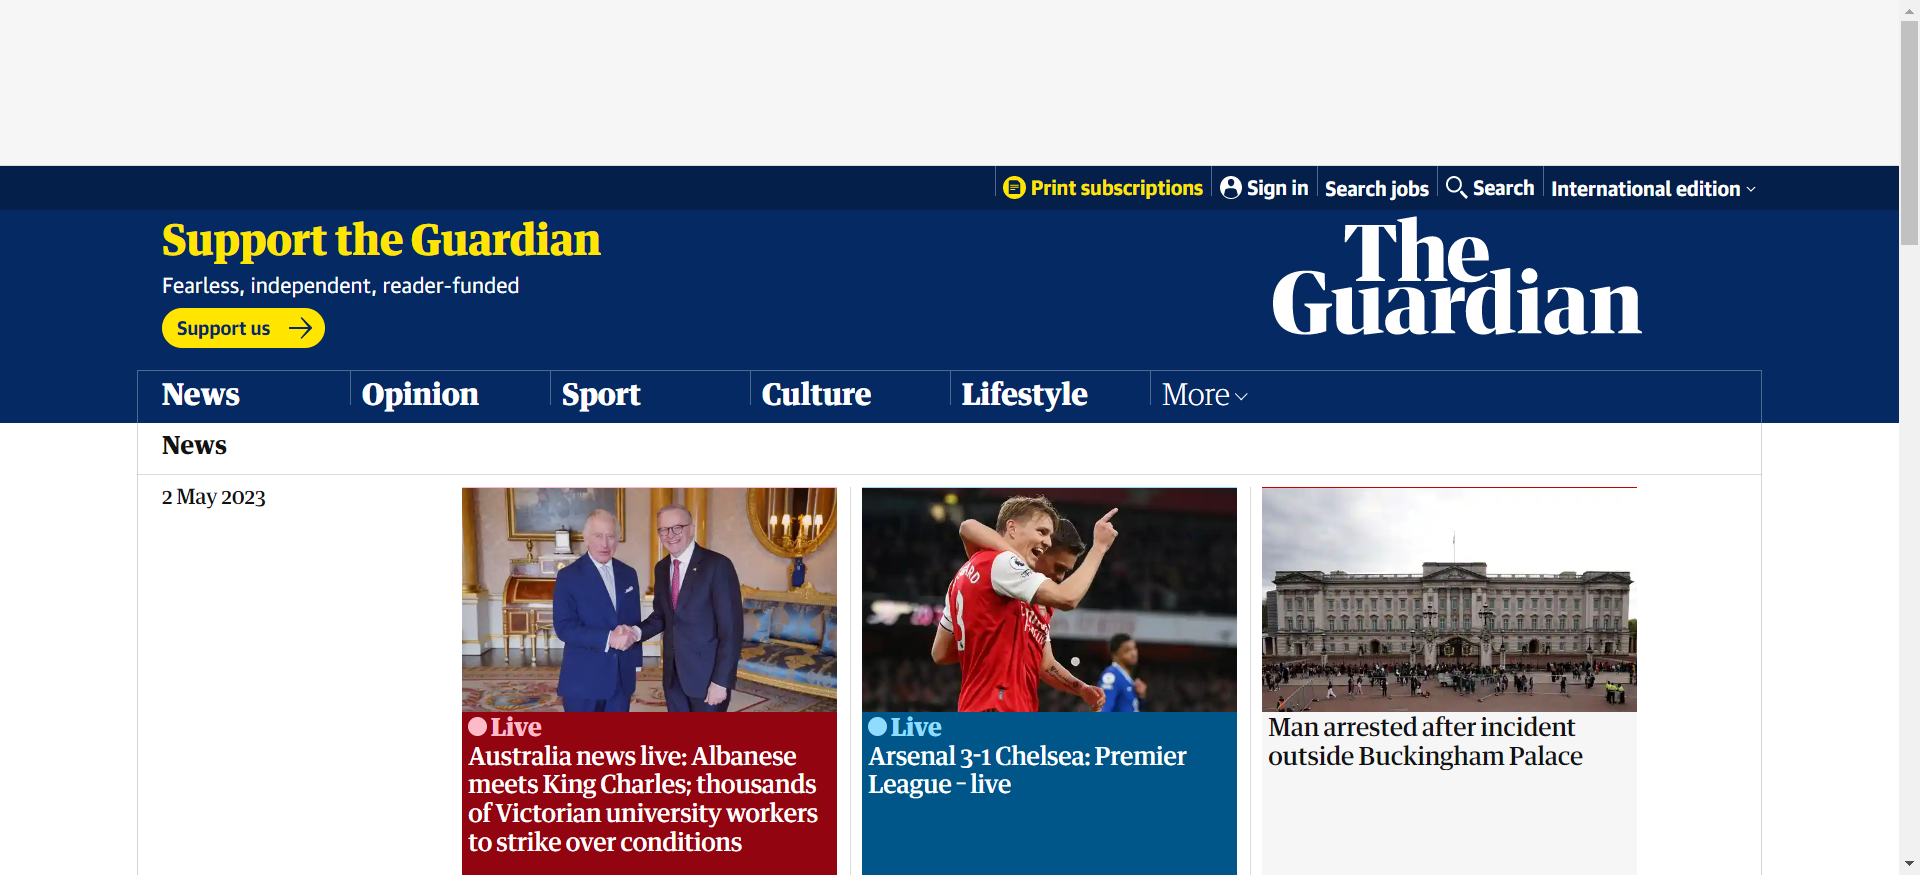 Print subscriptions
Sign in
Search jobs
Search
International edition
Support the Guardian
Fearless, independent, reader-funded
Support us
The
Guardian
News
Opinion
Sport
Culture
Lifestyle
More
News
2 May 2023
Live
Australia news live: Albanese
meets King Charles; thousands
of Victorian university workers
to strike over conditions
Live
Arsenal 3-1 Chelsea: Premier
League – live
Man arrested after incident
outside Buckingham Palace